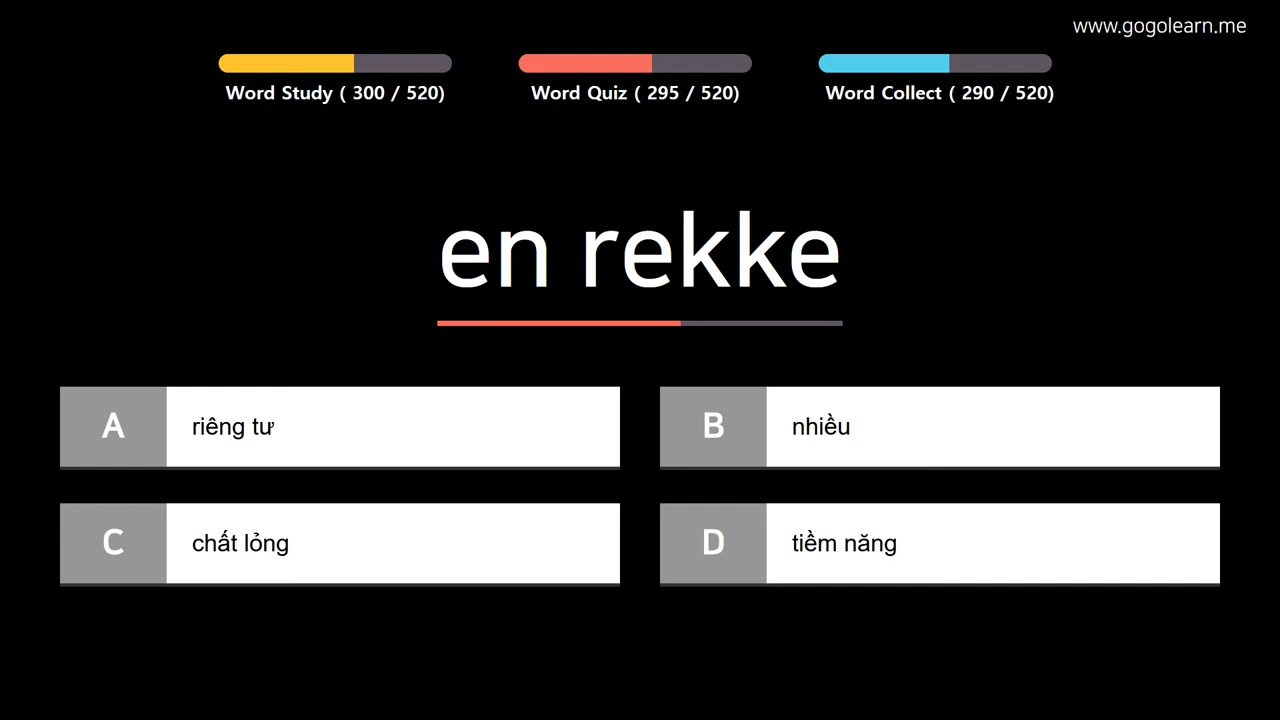 www.gogolearn.me
Word Study ( 300 / 520)
Word Quiz ( 295 / 520)
Word Collect ( 290 / 520)
en rekke
A
riêng tư
B
nhiều
C
chất lỏng
D
tiềm năng